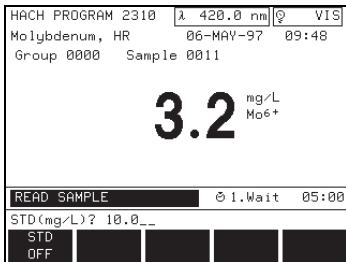 HACH PROGRAM 2310 λ 420.0 nm VIS
Molybdenum, HR 06-MAY-97 09:48
Group 0000 Sample 0011
3.2 mg/L
Mo6+
READ SAMPLE 1.Wait 05:00
STD(mg/L)? 10.0__
STD
OFF